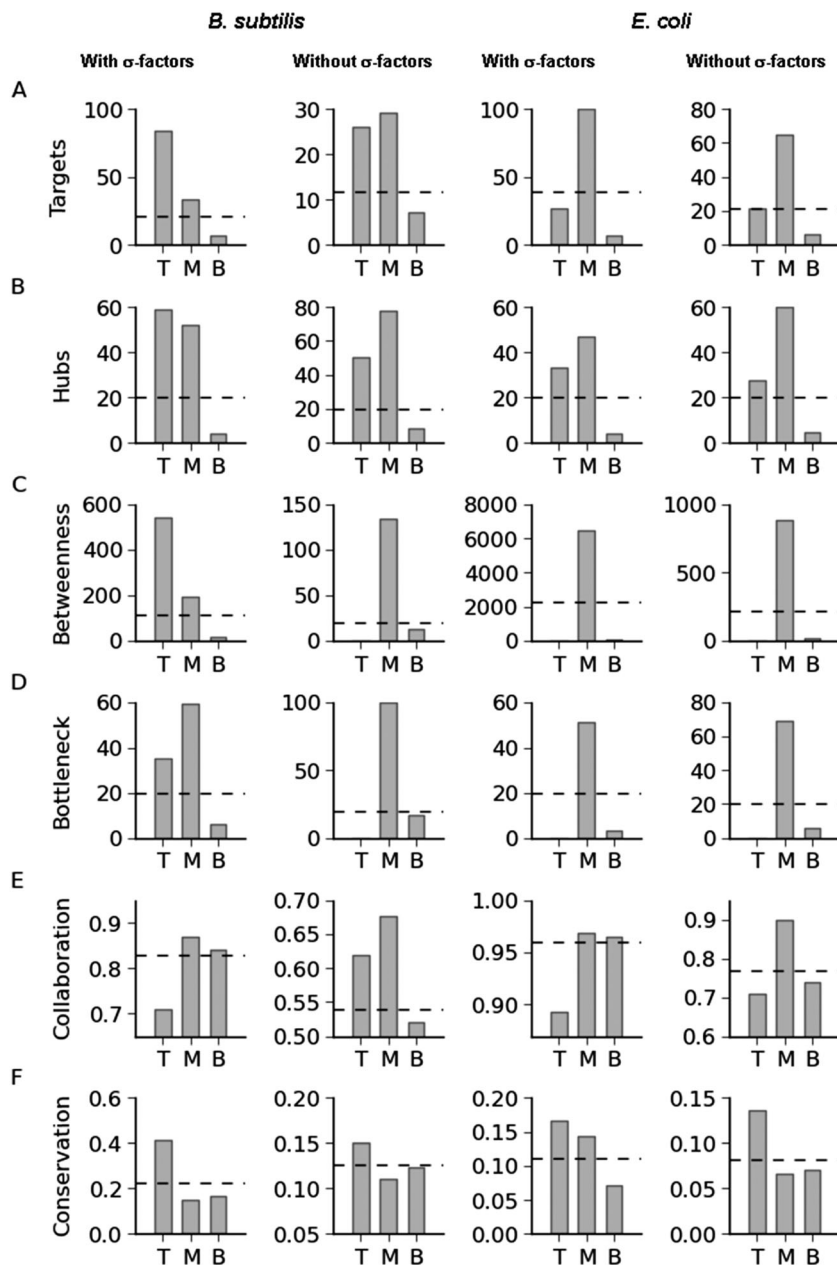 B. subtilis E. coli
With σ-factors Without σ-factors With σ-factors Without σ-factors
A
Targets
100 50 0 T M B
30 20 10 0 T M B
100 50 0 T M B
80 60 40 20 0 T M B
B
Hubs
60 40 20 0 T M B
80 60 40 20 0 T M B
60 40 20 0 T M B
60 40 20 0 T M B
C
Betweenness
600 400 200 0 T M B
150 100 50 0 T M B
8000 6000 4000 2000 0 T M B
1000 500 0 T M B
D
Bottleneck
60 40 20 0 T M B
100 50 0 T M B
60 40 20 0 T M B
80 60 40 20 0 T M B
E
Collaboration
0.9 0.8 0.7 T M B
0.70 0.65 0.60 0.55 0.50 T M B
1.00 0.95 0.90 T M B
0.9 0.8 0.7 0.6 T M B
F
Conservation
0.6 0.4 0.2 0.0 T M B
0.20 0.15 0.10 0.05 T M B
0.20 0.15 0.10 0.05 0.00 T M B
0.15 0.10 0.05 0.00 T M B